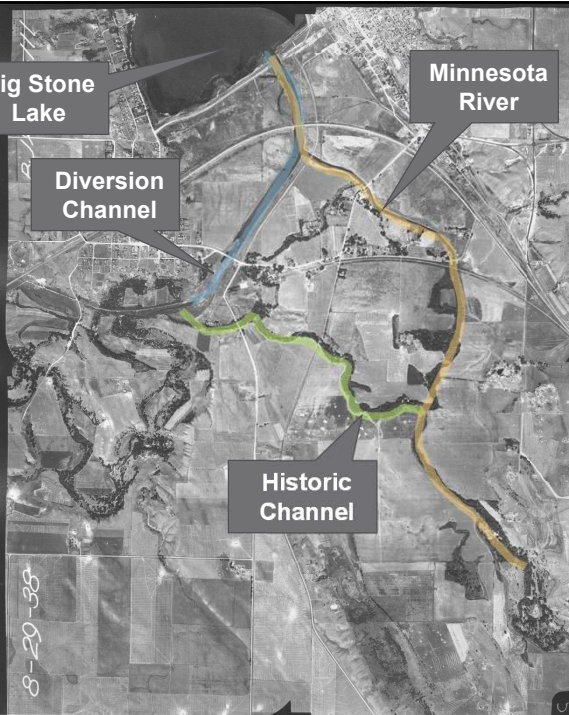 ig Stone
Lake
Minnesota
River
Diversion
Channel
Historic
Channel
8-29-38